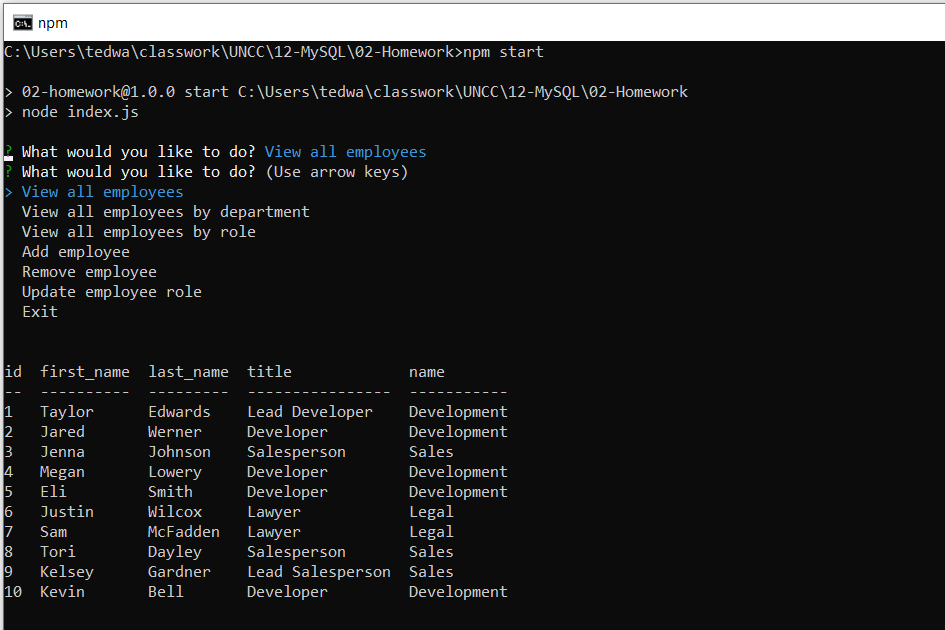 npm
C:\Users\tedwa\classwork\UNCC\12-MySQL\02-Homework>npm start
> 02-homework@1.0.0 start C:\Users\tedwa\classwork\UNCC\12-MySQL\02-Homework
> node index.js
? What would you like to do? View all employees
? What would you like to do? (Use arrow keys)
> View all employees
  View all employees by department
  View all employees by role
  Add employee
  Remove employee
  Update employee role
  Exit
id  first_name  last_name  title             name
--  ----------  ---------  ----------------  -----------
1   Taylor      Edwards    Lead Developer    Development
2   Jared       Werner     Developer         Development
3   Jenna       Johnson    Salesperson       Sales
4   Megan       Lowery     Developer         Development
5   Eli         Smith      Developer         Development
6   Justin      Wilcox     Lawyer            Legal
7   Sam         McFadden   Lawyer            Legal
8   Tori        Dayley     Salesperson       Sales
9   Kelsey      Gardner    Lead Salesperson  Sales
10  Kevin       Bell       Developer         Development